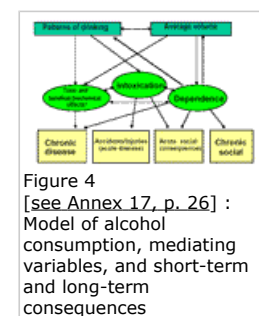 Patterns of drinking
Average volume
Intoxication
Toxic and
beneficial biochemical
effects*
Dependence
Chronic
disease
Accidents/injuries
(acute disease)
Acute social
consequences
Chronic
social
Figure 4
[see Annex 17, p. 26] :
Model of alcohol
consumption, mediating
variables, and short-term
and long-term
consequences